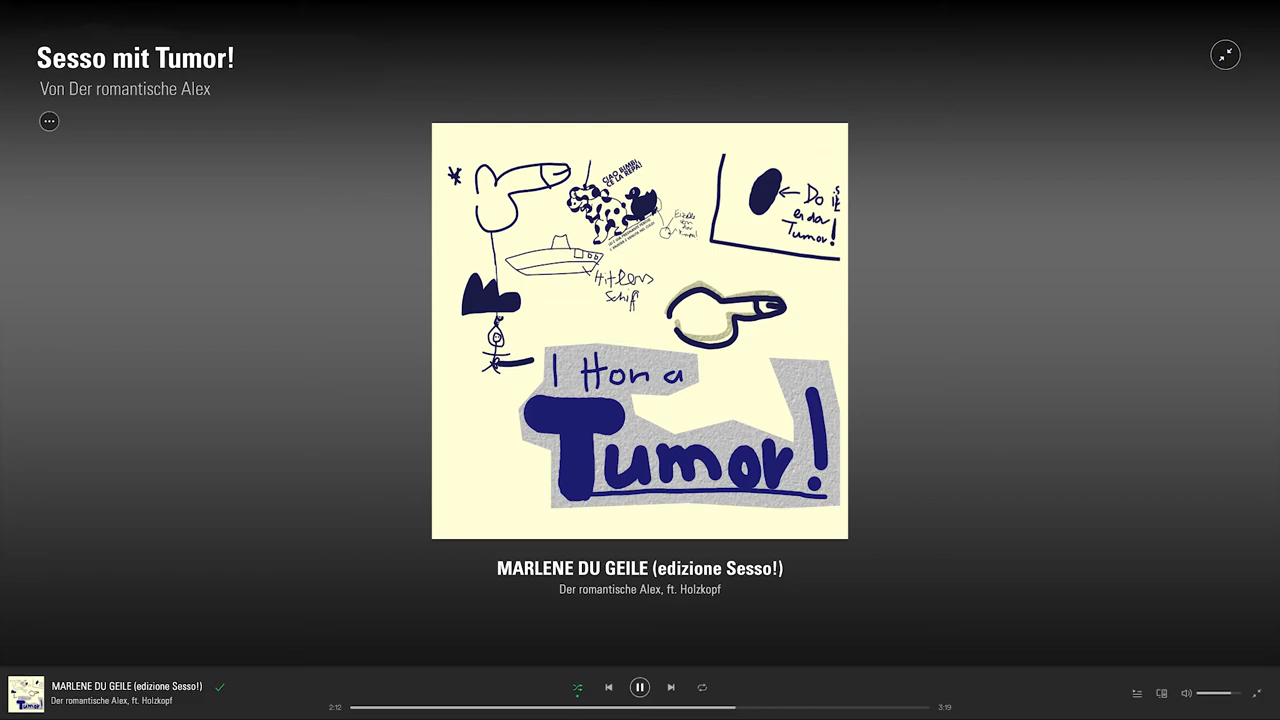 Sesso mit Tumor!
Von Der romantische Alex
CIAO BIMBI,
C'È LA REPA!
Do is
er der
Tumor!
Hitlers
Schiff
I Hon a
Tumor!
MARLENE DU GEILE (edizione Sesso!)
Der romantische Alex, ft. Holzkopf
MARLENE DU GEILE (edizione Sesso!)
Der romantische Alex, ft. Holzkopf
2:12
3:19